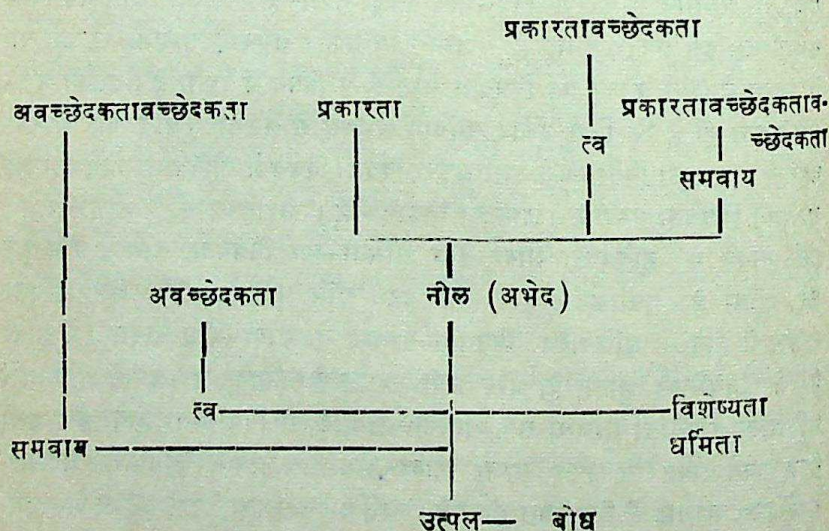 प्रकारतावच्छेदकता
अवच्छेदकतावच्छेदकता प्रकारता प्रकारतावच्छेदकताव-
च्छेदकता
त्व
समवाय
अवच्छेदकता नील (अभेद)
त्व विशेष्यता
समवाय धर्मिता
उत्पल— बोध